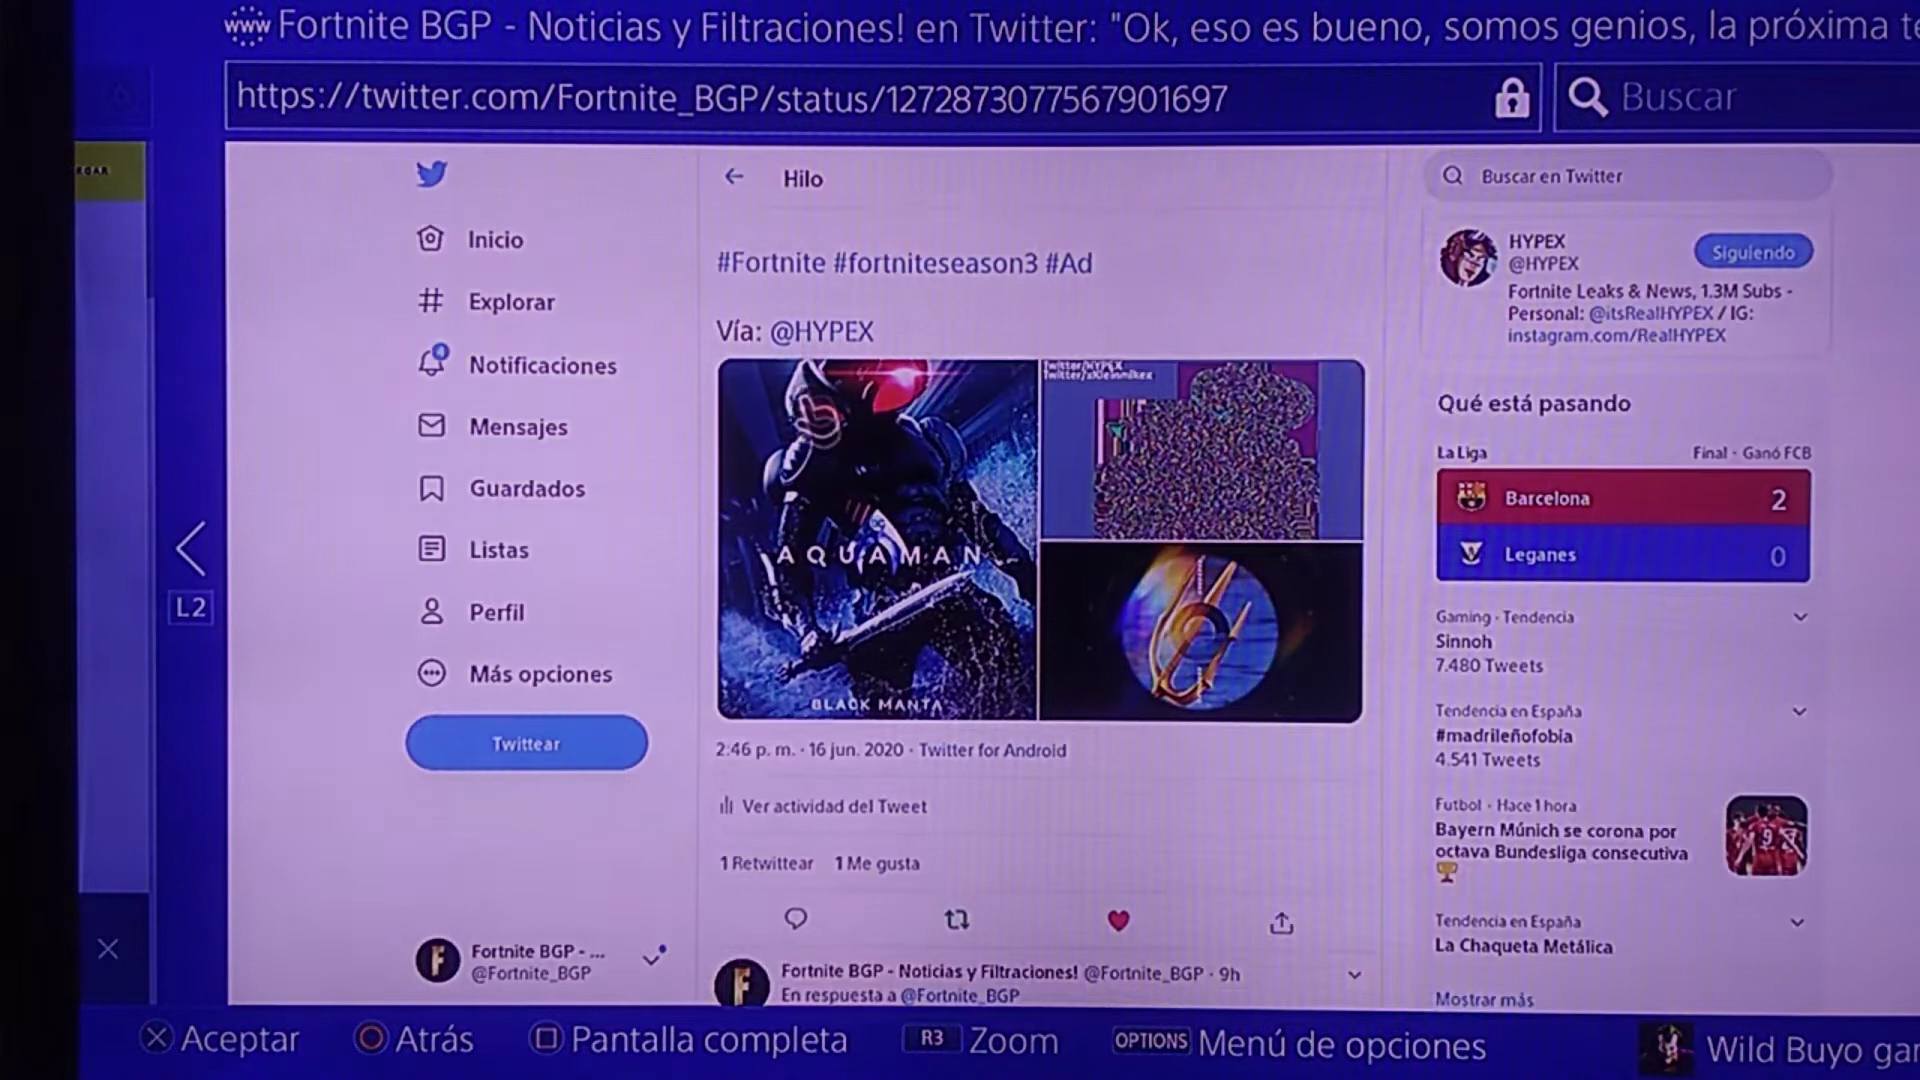 www Fortnite BGP - Noticias y Filtraciones! en Twitter: "Ok, eso es bueno, somos genios, la próxima te
https://twitter.com/Fortnite_BGP/status/1272873077567901697
Buscar
Hilo
Inicio
Explorar
Notificaciones
4
Mensajes
Guardados
Listas
Perfil
Más opciones
Twittear
Fortnite BGP - ...
@Fortnite_BGP
#Fortnite #fortniteseason3 #Ad
Vía: @HYPEX
AQUAMAN
BLACK MANTA
Twitter/HYPEX
2:46 p. m. · 16 jun. 2020 · Twitter for Android
Ver actividad del Tweet
1 Retwittear 1 Me gusta
Fortnite BGP - Noticias y Filtraciones! @Fortnite_BGP · 9h
En respuesta a @Fortnite_BGP
Buscar en Twitter
HYPEX
@HYPEX
Siguiendo
Fortnite Leaks & News, 1.3M Subs -
Personal: @itsRealHYPEX / IG:
instagram.com/RealHYPEX
Qué está pasando
La Liga Final · Ganó FCB
Barcelona 2
Leganes 0
Gaming · Tendencia
Sinnoh
7.480 Tweets
Tendencia en España
#madrileñofobia
4.541 Tweets
Futbol · Hace 1 hora
Bayern Múnich se corona por
octava Bundesliga consecutiva
9
Tendencia en España
La Chaqueta Metálica
Mostrar más
L2
Aceptar
Atrás
Pantalla completa
R3 Zoom
OPTIONS Menú de opciones
Wild Buyo gam